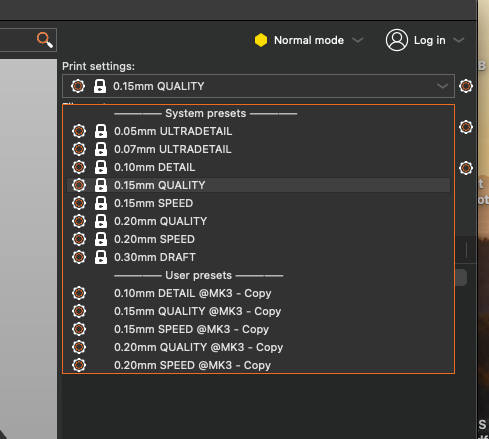 Normal mode
Log in
Print settings:
0.15mm QUALITY
System presets
0.05mm ULTRADETAIL
0.07mm ULTRADETAIL
0.10mm DETAIL
0.15mm QUALITY
0.15mm SPEED
0.20mm QUALITY
0.20mm SPEED
0.30mm DRAFT
User presets
0.10mm DETAIL @MK3 - Copy
0.15mm QUALITY @MK3 - Copy
0.15mm SPEED @MK3 - Copy
0.20mm QUALITY @MK3 - Copy
0.20mm SPEED @MK3 - Copy